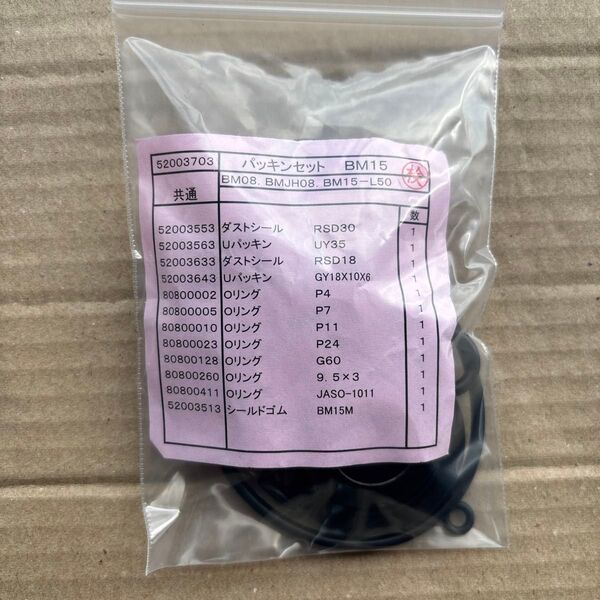 52003703 パッキンセット BM15
共通 BM08. BMJH08. BM15-L50 検
数
52003553 ダストシール RSD30 1
52003563 Uパッキン UY35 1
52003633 ダストシール RSD18 1
52003643 Uパッキン GY18X10X6 1
80800002 Oリング P4 1
80800005 Oリング P7 1
80800010 Oリング P11 1
80800023 Oリング P24 1
80800128 Oリング G60 1
80800260 Oリング 9.5×3 1
80800411 Oリング JASO-1011 1
52003513 シールドゴム BM15M 1